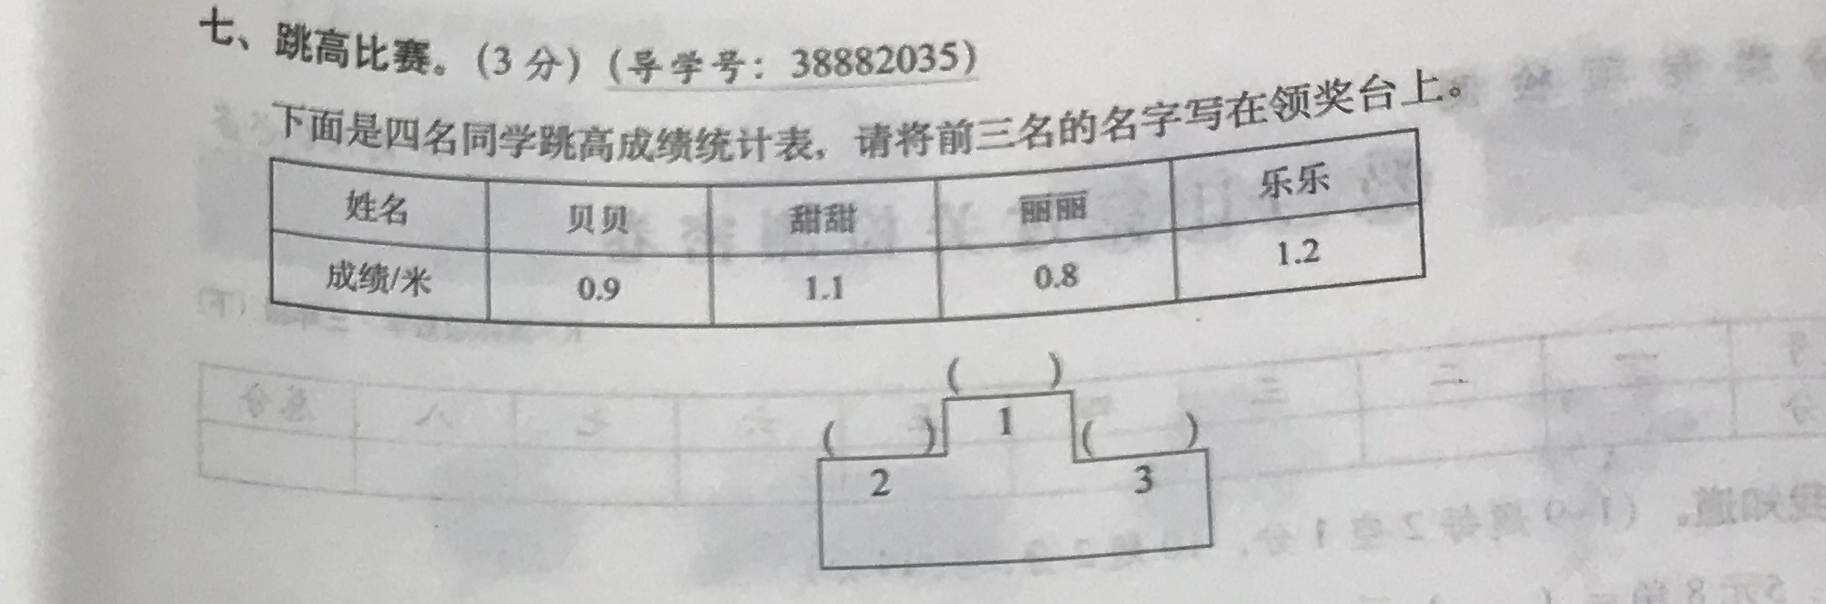 七、跳高比赛。(3分)(导学号：38882035)
下面是四名同学跳高成绩统计表，请将前三名的名字写在领奖台上。
姓名 贝贝 甜甜 丽丽 乐乐
成绩/米 0.9 1.1 0.8 1.2
( )
( ) 1 ( )
2 3